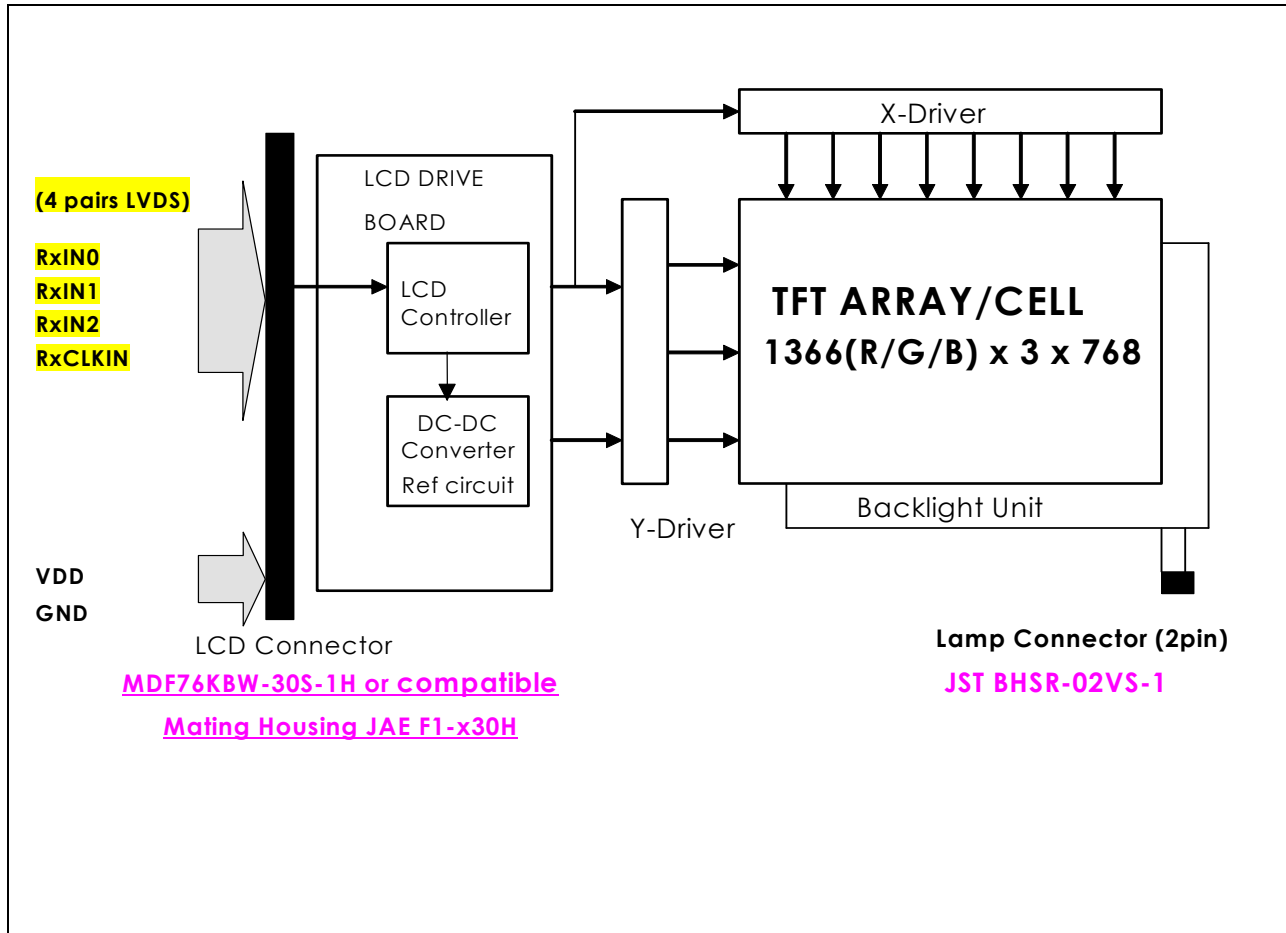 X-Driver
LCD DRIVE
BOARD
(4 pairs LVDS)
RxIN0
RxIN1
RxIN2
RxCLKIN
LCD
Controller
TFT ARRAY/CELL
1366(R/G/B) x 3 x 768
DC-DC
Converter
Ref circuit
Y-Driver
Backlight Unit
VDD
GND
LCD Connector
MDF76KBW-30S-1H or compatible
Mating Housing JAE F1-x30H
Lamp Connector (2pin)
JST BHSR-02VS-1